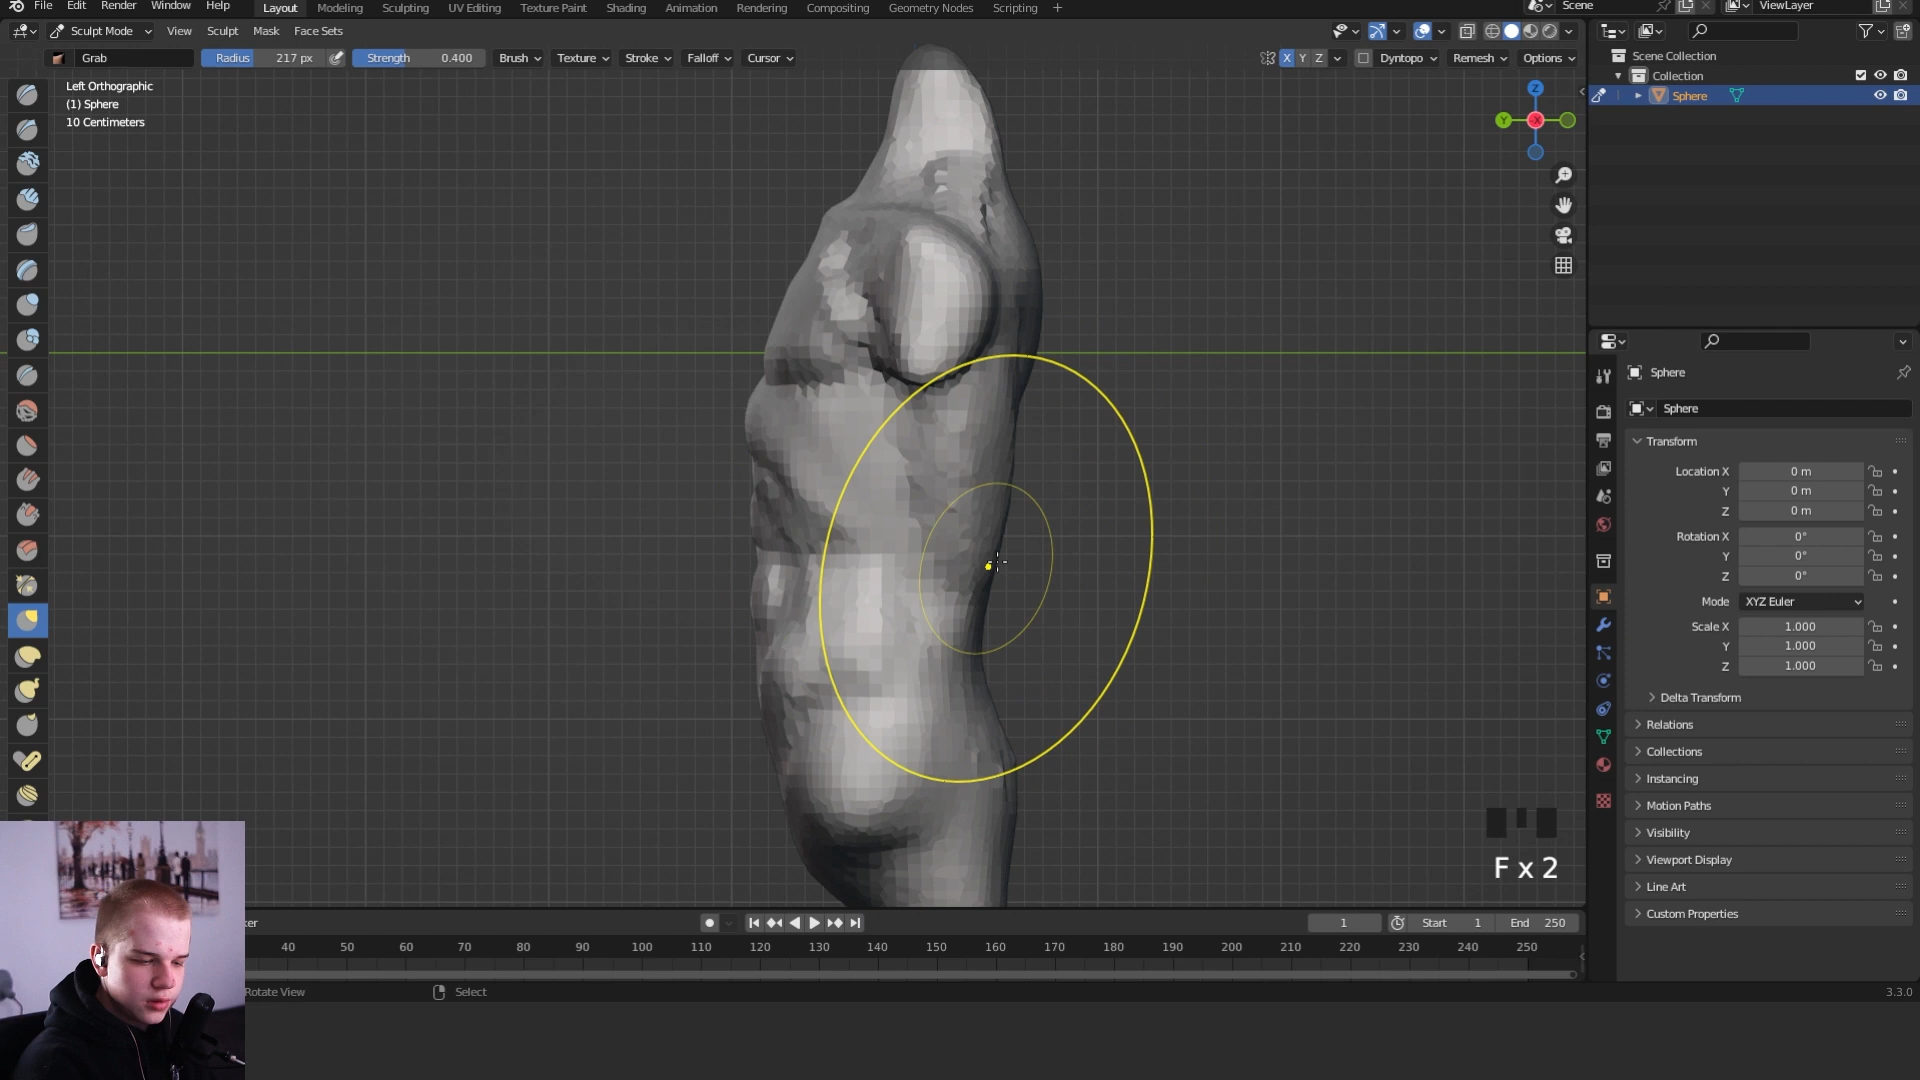 File Edit Render Window Help Layout Modeling Sculpting UV Editing Texture Paint Shading Animation Rendering Compositing Geometry Nodes Scripting + Scene ViewLayer
Sculpt Mode View Sculpt Mask Face Sets
Grab Radius 217 px Strength 0.400 Brush Texture Stroke Falloff Cursor X Y Z Dyntopo Remesh Options
Left Orthographic
(1) Sphere
10 Centimeters
Z
Y
X
Scene Collection
Collection
Sphere
Sphere
Sphere
Transform
Location X 0 m
Y 0 m
Z 0 m
Rotation X 0°
Y 0°
Z 0°
Mode XYZ Euler
Scale X 1.000
Y 1.000
Z 1.000
Delta Transform
Relations
Collections
Instancing
Motion Paths
Visibility
Viewport Display
Line Art
Custom Properties
F x 2
ker 1 Start 1 End 250
40 50 60 70 80 90 100 110 120 130 140 150 160 170 180 190 200 210 220 230 240 250
Rotate View Select 3.3.0